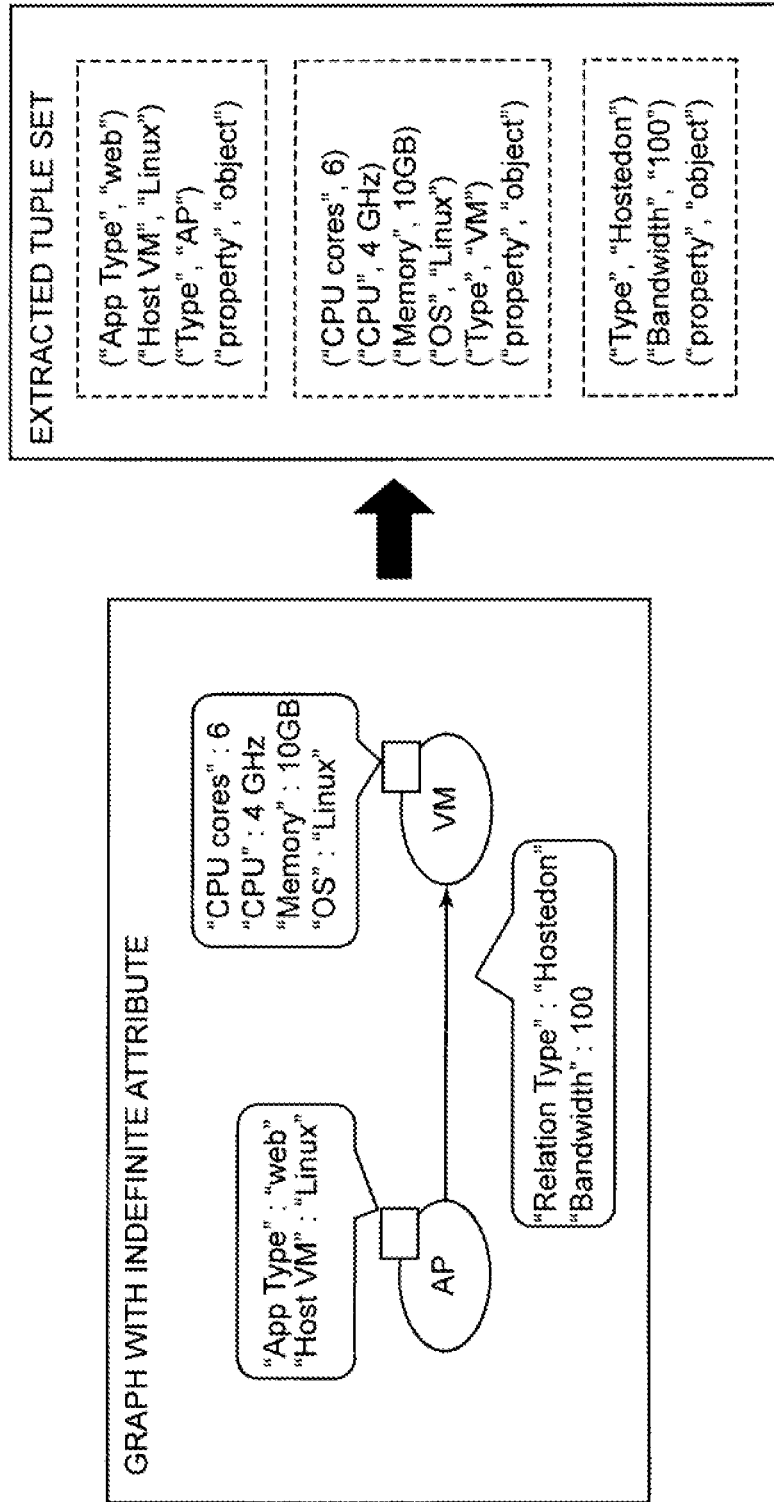 GRAPH WITH INDEFINITE ATTRIBUTE
“App Type” : “web”
“Host VM” : “Linux”
AP
"CPU cores" : 6
“CPU" : 4 GHz
“Memory” : 10GB
“OS” : “Linux”
VM
“Relation Type” : “Hostedon”
“Bandwidth” : 100
EXTRACTED TUPLE SET
(“App Type”, “web”)
(“Host VM”, “Linux”)
(“Type”, “AP”)
(“property”, “object”)
(“CPU cores”, 6)
(“CPU”, 4 GHz)
(“Memory”, 10GB)
(“OS”, “Linux”)
(“Type”, “VM”)
(“property”, “object”)
(“Type”, “Hostedon”)
(“Bandwidth”, “100”)
(“property”, “object”)